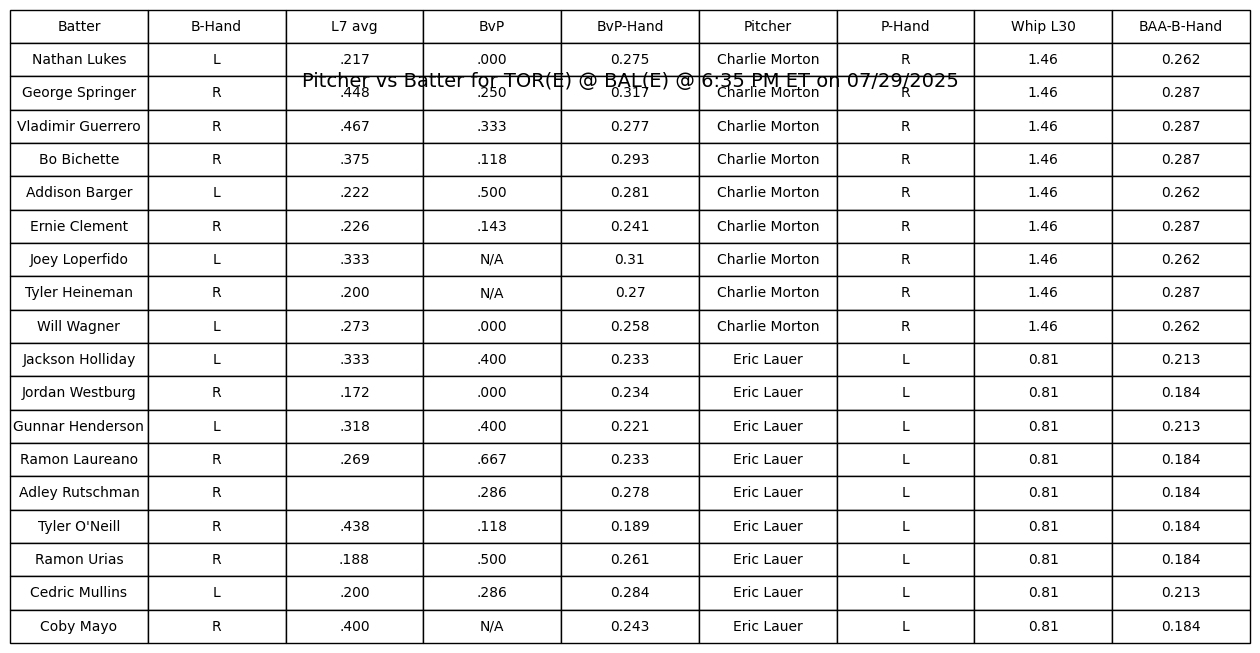 Batter B-Hand L7 avg BvP BvP-Hand Pitcher P-Hand Whip L30 BAA-B-Hand
Nathan Lukes L .217 .000 0.275 Charlie Morton R 1.46 0.262
Pitcher vs Batter for TOR(E) @ BAL(E) @ 6:35 PM ET on 07/29/2025
George Springer R .448 .250 0.317 Charlie Morton R 1.46 0.287
Vladimir Guerrero R .467 .333 0.277 Charlie Morton R 1.46 0.287
Bo Bichette R .375 .118 0.293 Charlie Morton R 1.46 0.287
Addison Barger L .222 .500 0.281 Charlie Morton R 1.46 0.262
Ernie Clement R .226 .143 0.241 Charlie Morton R 1.46 0.287
Joey Loperfido L .333 N/A 0.31 Charlie Morton R 1.46 0.262
Tyler Heineman R .200 N/A 0.27 Charlie Morton R 1.46 0.287
Will Wagner L .273 .000 0.258 Charlie Morton R 1.46 0.262
Jackson Holliday L .333 .400 0.233 Eric Lauer L 0.81 0.213
Jordan Westburg R .172 .000 0.234 Eric Lauer L 0.81 0.184
Gunnar Henderson L .318 .400 0.221 Eric Lauer L 0.81 0.213
Ramon Laureano R .269 .667 0.233 Eric Lauer L 0.81 0.184
Adley Rutschman R .286 0.278 Eric Lauer L 0.81 0.184
Tyler O'Neill R .438 .118 0.189 Eric Lauer L 0.81 0.184
Ramon Urias R .188 .500 0.261 Eric Lauer L 0.81 0.184
Cedric Mullins L .200 .286 0.284 Eric Lauer L 0.81 0.213
Coby Mayo R .400 N/A 0.243 Eric Lauer L 0.81 0.184